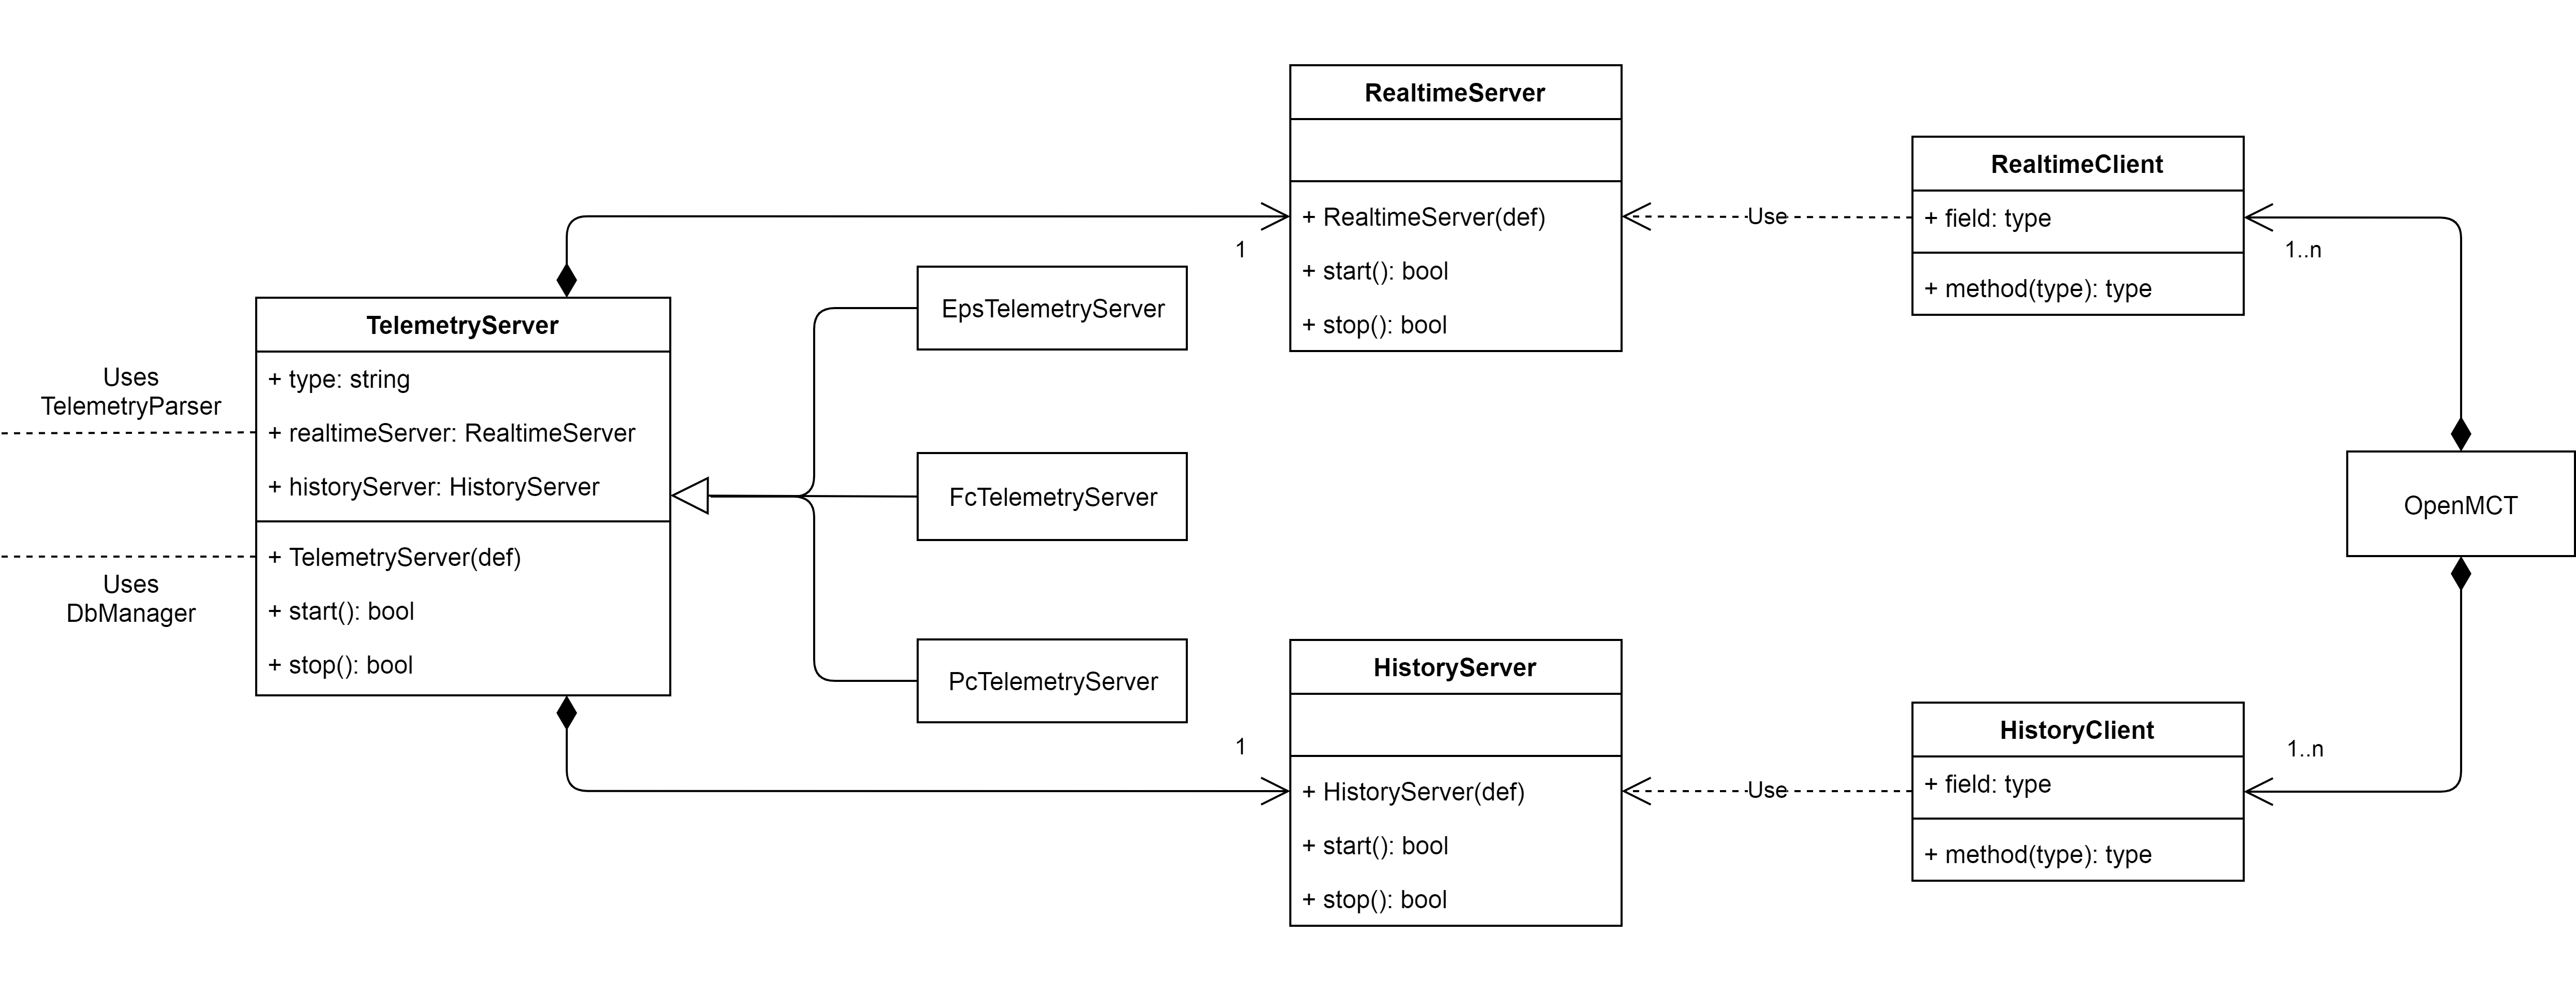 Uses
TelemetryParser
Uses
DbManager
TelemetryServer
+ type: string
+ realtimeServer: RealtimeServer
+ historyServer: HistoryServer
+ TelemetryServer(def)
+ start(): bool
+ stop(): bool
EpsTelemetryServer
FcTelemetryServer
PcTelemetryServer
1
RealtimeServer
+ RealtimeServer(def)
+ start(): bool
+ stop(): bool
1
HistoryServer
+ HistoryServer(def)
+ start(): bool
+ stop(): bool
Use
RealtimeClient
+ field: type
+ method(type): type
1..n
Use
HistoryClient
+ field: type
+ method(type): type
1..n
OpenMCT